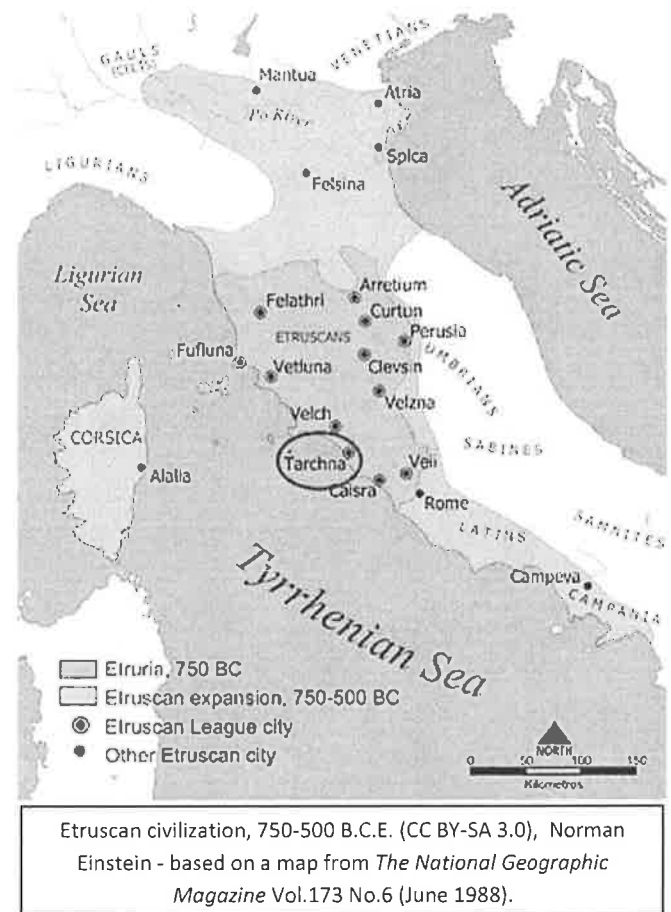 GAULS
(CELTS)
VENETIANS
Mantua
Atria
Po River
Spica
LIGURIANS
Felsina
Adriatic Sea
Ligurian
Sea
Arretium
Felathri
Curtun
ETRUSCANS
Perusia
Fufluna
Clevsin
UMBRIANS
Vetluna
Velzna
Velch
SABINES
CORSICA
Tarchna
Veii
Alalia
Caisra
Rome
LATINS
SAMNITES
Tyrrhenian Sea
Campeva
CAMPANIA
Etruria, 750 BC
Etruscan expansion, 750-500 BC
Etruscan League city
Other Etruscan city
NORTH
0 50 100 150
Kilometres
Etruscan civilization, 750-500 B.C.E. (CC BY-SA 3.0), Norman
Einstein - based on a map from The National Geographic
Magazine Vol.173 No.6 (June 1988).